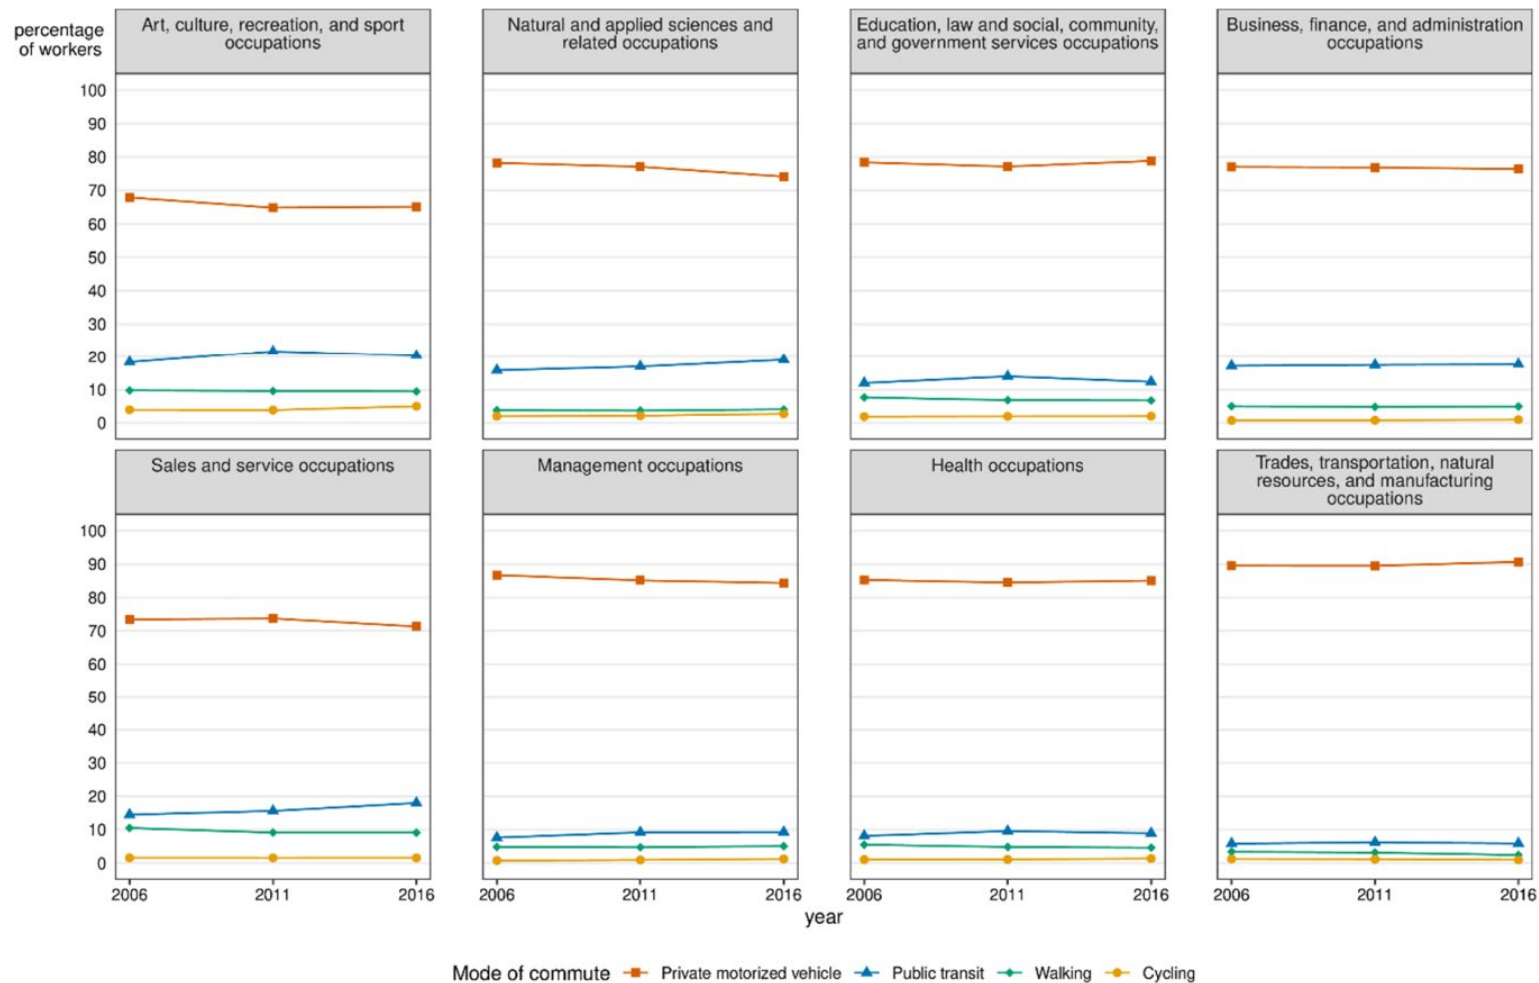 percentage
of workers
Art, culture, recreation, and sport
occupations
Natural and applied sciences and
related occupations
Education, law and social, community,
and government services occupations
Business, finance, and administration
occupations
100
90
80
70
60
50
40
30
20
10
0
Sales and service occupations
Management occupations
Health occupations
Trades, transportation, natural
resources, and manufacturing
occupations
100
90
80
70
60
50
40
30
20
10
0
2006 2011 2016
2006 2011 2016
2006 2011 2016
2006 2011 2016
year
Mode of commute Private motorized vehicle Public transit Walking Cycling